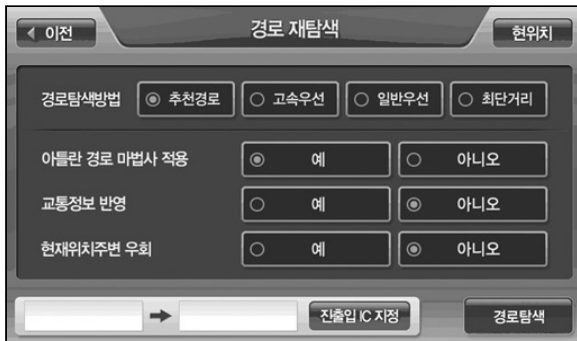 이전 경로 재탐색 현위치
경로탐색방법 추천경로 고속우선 일반우선 최단거리
아틀란 경로 마법사 적용 예 아니오
교통정보 반영 예 아니오
현재위치주변 우회 예 아니오
진출입 IC 지정 경로탐색